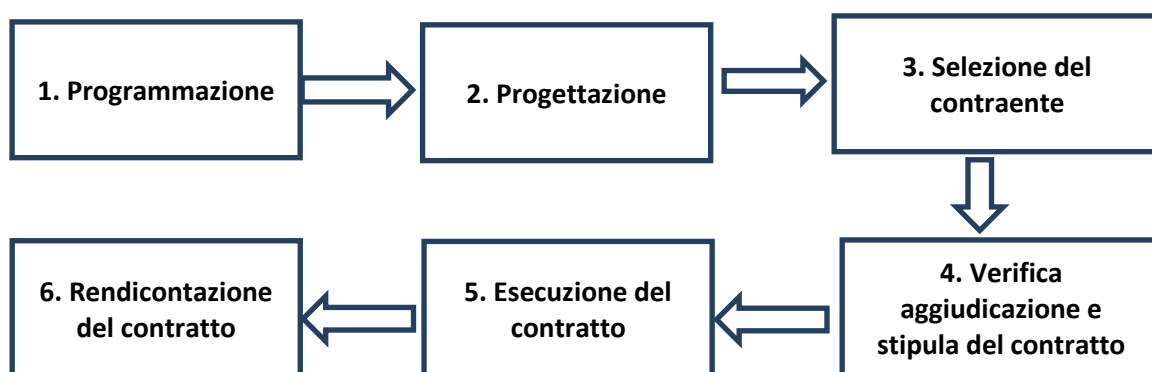 1. Programmazione
2. Progettazione
3. Selezione del
contraente
4. Verifica
aggiudicazione e
stipula del contratto
5. Esecuzione del
contratto
6. Rendicontazione
del contratto